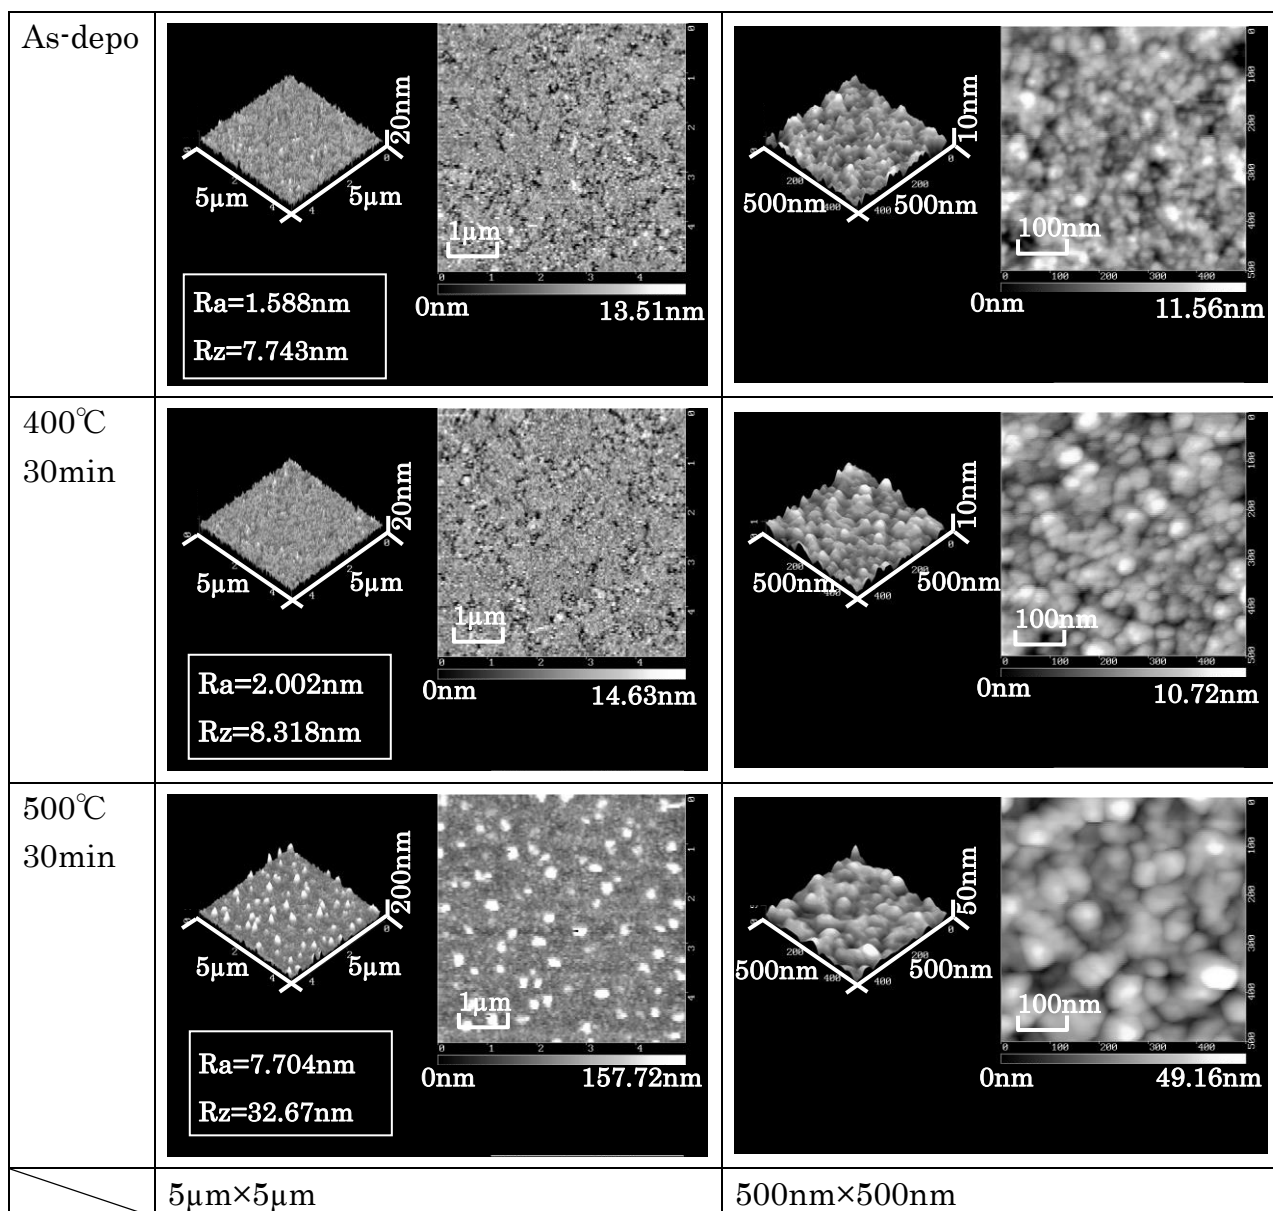 As-depo
20nm
5μm
5μm
1μm
0nm
13.51nm
Ra=1.588nm
Rz=7.743nm
10nm
500nm
500nm
100nm
0nm
11.56nm
400℃
30min
20nm
5μm
5μm
1μm
0nm
14.63nm
Ra=2.002nm
Rz=8.318nm
10nm
500nm
500nm
100nm
0nm
10.72nm
500℃
30min
200nm
5μm
5μm
1μm
0nm
157.72nm
Ra=7.704nm
Rz=32.67nm
50nm
500nm
500nm
100nm
0nm
49.16nm
5μm×5μm
500nm×500nm